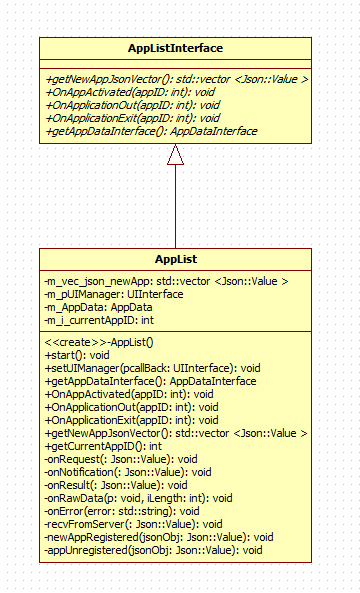 AppListInterface
+getNewAppJsonVector(): std::vector <Json::Value >
+OnAppActivated(appID: int): void
+OnApplicationOut(appID: int): void
+OnApplicationExit(appID: int): void
+getAppDataInterface(): AppDataInterface
AppList
-m_vec_json_newApp: std::vector <Json::Value >
-m_pUIManager: UIInterface
-m_AppData: AppData
-m_i_currentAppID: int
<<create>>-AppList()
+start(): void
+setUIManager(pcallBack: UIInterface): void
+getAppDataInterface(): AppDataInterface
+OnAppActivated(appID: int): void
+OnApplicationOut(appID: int): void
+OnApplicationExit(appID: int): void
+getNewAppJsonVector(): std::vector <Json::Value >
+getCurrentAppID(): int
-onRequest(: Json::Value): void
-onNotification(: Json::Value): void
-onResult(: Json::Value): void
-onRawData(p: void, iLength: int): void
-onError(error: std::string): void
-recvFromServer(: Json::Value): void
-newAppRegistered(jsonObj: Json::Value): void
-appUnregistered(jsonObj: Json::Value): void